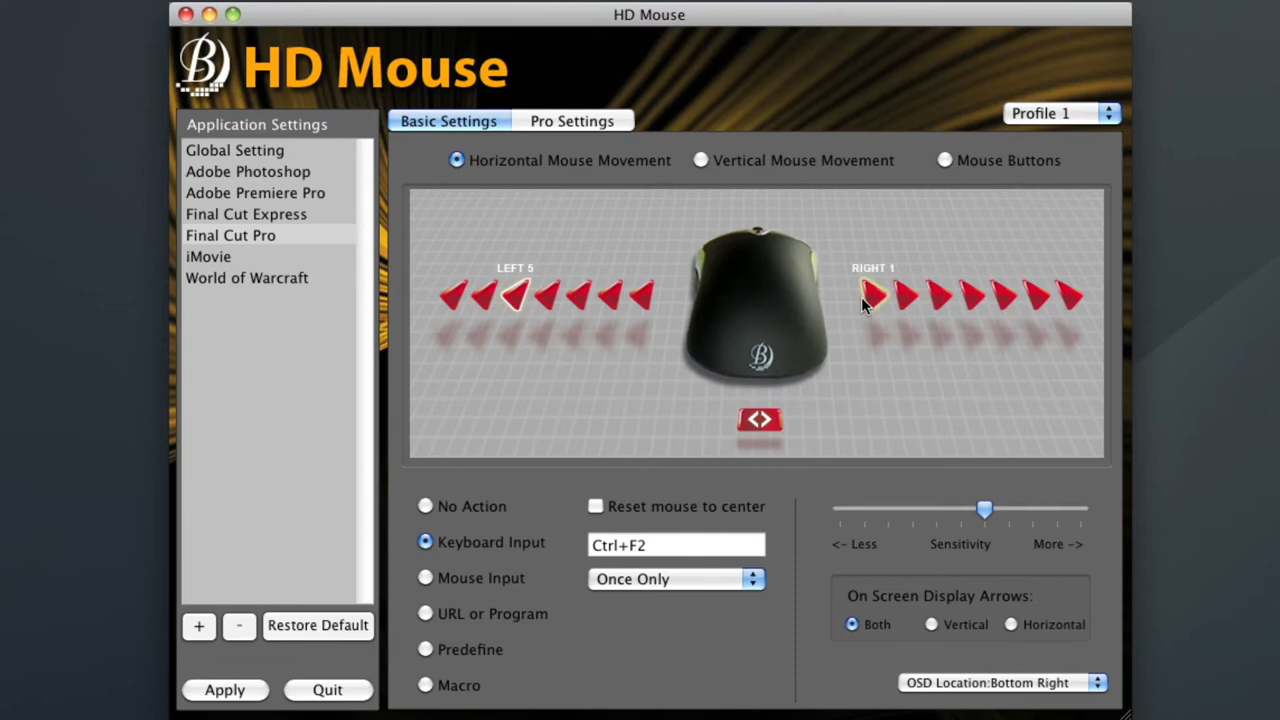 HD Mouse
B HD Mouse
Application Settings
Global Setting
Adobe Photoshop
Adobe Premiere Pro
Final Cut Express
Final Cut Pro
iMovie
World of Warcraft
+
-
Restore Default
Apply
Quit
Basic Settings
Pro Settings
Profile 1
Horizontal Mouse Movement
Vertical Mouse Movement
Mouse Buttons
LEFT 5
RIGHT 1
B
No Action
Keyboard Input
Mouse Input
URL or Program
Predefine
Macro
Reset mouse to center
Ctrl+F2
Once Only
<- Less
Sensitivity
More ->
On Screen Display Arrows:
Both
Vertical
Horizontal
OSD Location:Bottom Right